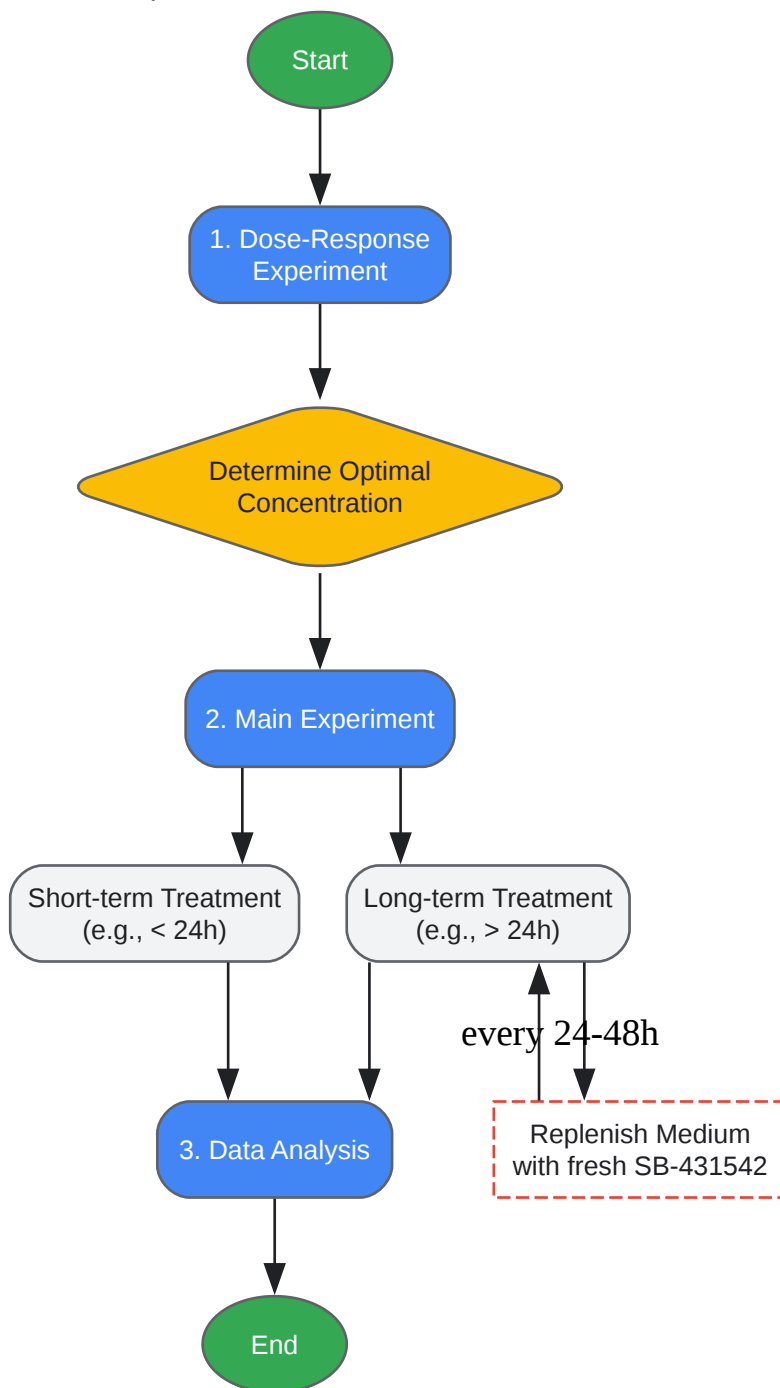 Start
1. Dose-Response
Experiment
Determine Optimal
Concentration
2. Main Experiment
Short-term Treatment
(e.g., < 24h)
Long-term Treatment
(e.g., > 24h)
every 24-48h
3. Data Analysis
Replenish Medium
with fresh SB-431542
End